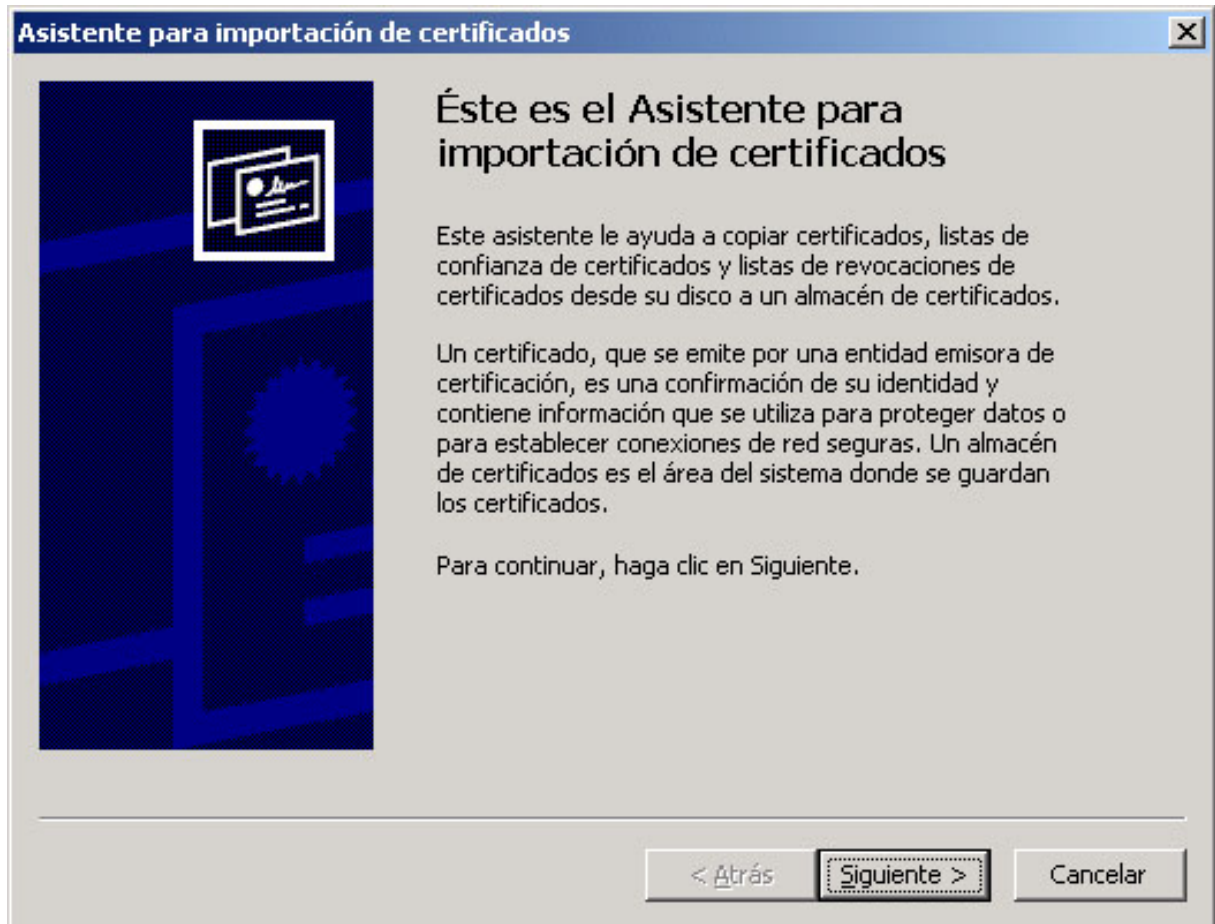 Asistente para importación de certificados
Éste es el Asistente para
importación de certificados
Este asistente le ayuda a copiar certificados, listas de
confianza de certificados y listas de revocaciones de
certificados desde su disco a un almacén de certificados.
Un certificado, que se emite por una entidad emisora de
certificación, es una confirmación de su identidad y
contiene información que se utiliza para proteger datos o
para establecer conexiones de red seguras. Un almacén
de certificados es el área del sistema donde se guardan
los certificados.
Para continuar, haga clic en Siguiente.
< Atrás Siguiente > Cancelar